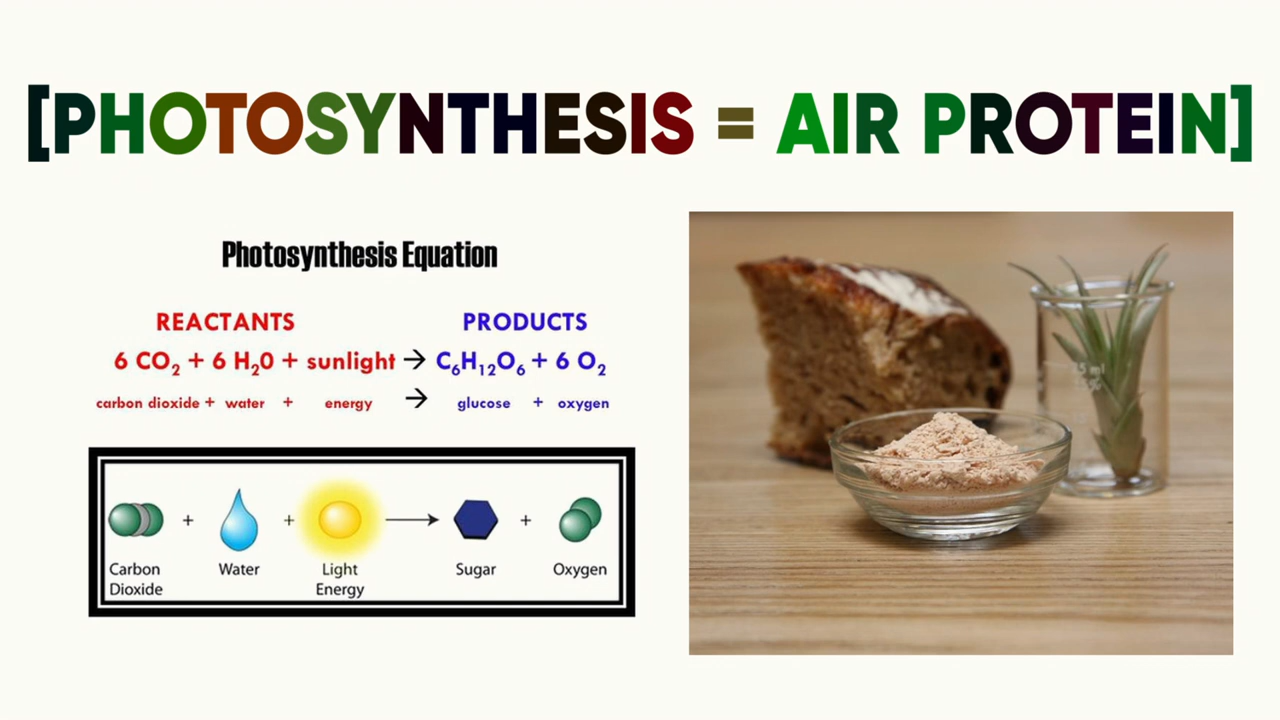 [PHOTOSYNTHESIS = AIR PROTEIN]
Photosynthesis Equation
REACTANTS PRODUCTS
6 CO₂ + 6 H₂0 + sunlight → C₆H₁₂O₆ + 6 O₂
carbon dioxide + water + energy → glucose + oxygen
+ + → +
Carbon Dioxide
Water
Light Energy
Sugar
Oxygen